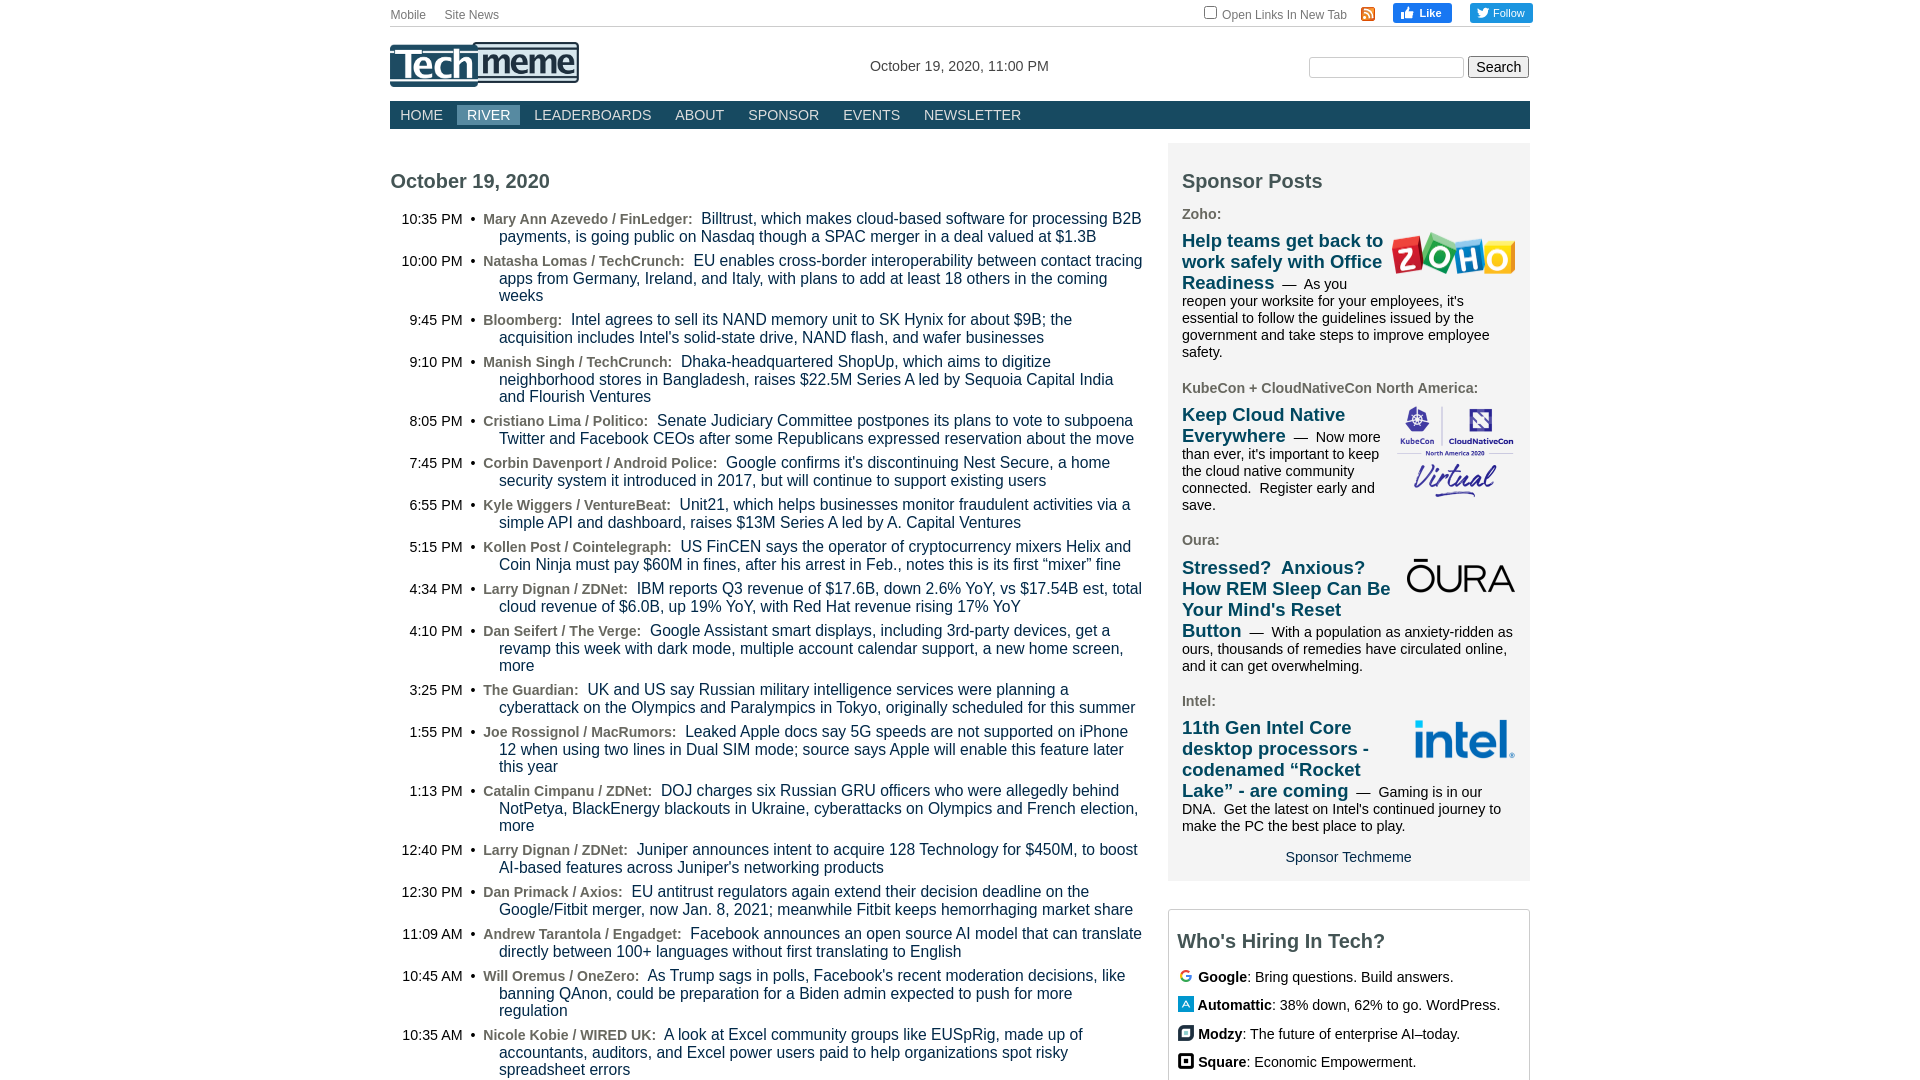 Mobile Site News Open Links In New Tab Like Follow
Techmeme October 19, 2020, 11:00 PM Search
HOME RIVER LEADERBOARDS ABOUT SPONSOR EVENTS NEWSLETTER
October 19, 2020
10:35 PM • Mary Ann Azevedo / FinLedger: Billtrust, which makes cloud-based software for processing B2B
payments, is going public on Nasdaq though a SPAC merger in a deal valued at $1.3B
10:00 PM • Natasha Lomas / TechCrunch: EU enables cross-border interoperability between contact tracing
apps from Germany, Ireland, and Italy, with plans to add at least 18 others in the coming
weeks
9:45 PM • Bloomberg: Intel agrees to sell its NAND memory unit to SK Hynix for about $9B; the
acquisition includes Intel's solid-state drive, NAND flash, and wafer businesses
9:10 PM • Manish Singh / TechCrunch: Dhaka-headquartered ShopUp, which aims to digitize
neighborhood stores in Bangladesh, raises $22.5M Series A led by Sequoia Capital India
and Flourish Ventures
8:05 PM • Cristiano Lima / Politico: Senate Judiciary Committee postpones its plans to vote to subpoena
Twitter and Facebook CEOs after some Republicans expressed reservation about the move
7:45 PM • Corbin Davenport / Android Police: Google confirms it's discontinuing Nest Secure, a home
security system it introduced in 2017, but will continue to support existing users
6:55 PM • Kyle Wiggers / VentureBeat: Unit21, which helps businesses monitor fraudulent activities via a
simple API and dashboard, raises $13M Series A led by A. Capital Ventures
5:15 PM • Kollen Post / Cointelegraph: US FinCEN says the operator of cryptocurrency mixers Helix and
Coin Ninja must pay $60M in fines, after his arrest in Feb., notes this is its first “mixer” fine
4:34 PM • Larry Dignan / ZDNet: IBM reports Q3 revenue of $17.6B, down 2.6% YoY, vs $17.54B est, total
cloud revenue of $6.0B, up 19% YoY, with Red Hat revenue rising 17% YoY
4:10 PM • Dan Seifert / The Verge: Google Assistant smart displays, including 3rd-party devices, get a
revamp this week with dark mode, multiple account calendar support, a new home screen,
more
3:25 PM • The Guardian: UK and US say Russian military intelligence services were planning a
cyberattack on the Olympics and Paralympics in Tokyo, originally scheduled for this summer
1:55 PM • Joe Rossignol / MacRumors: Leaked Apple docs say 5G speeds are not supported on iPhone
12 when using two lines in Dual SIM mode; source says Apple will enable this feature later
this year
1:13 PM • Catalin Cimpanu / ZDNet: DOJ charges six Russian GRU officers who were allegedly behind
NotPetya, BlackEnergy blackouts in Ukraine, cyberattacks on Olympics and French election,
more
12:40 PM • Larry Dignan / ZDNet: Juniper announces intent to acquire 128 Technology for $450M, to boost
AI-based features across Juniper's networking products
12:30 PM • Dan Primack / Axios: EU antitrust regulators again extend their decision deadline on the
Google/Fitbit merger, now Jan. 8, 2021; meanwhile Fitbit keeps hemorrhaging market share
11:09 AM • Andrew Tarantola / Engadget: Facebook announces an open source AI model that can translate
directly between 100+ languages without first translating to English
10:45 AM • Will Oremus / OneZero: As Trump sags in polls, Facebook's recent moderation decisions, like
banning QAnon, could be preparation for a Biden admin expected to push for more
regulation
10:35 AM • Nicole Kobie / WIRED UK: A look at Excel community groups like EUSpRig, made up of
accountants, auditors, and Excel power users paid to help organizations spot risky
spreadsheet errors
Sponsor Posts
Zoho:
Help teams get back to
work safely with Office
Readiness — As you
ZOHO
reopen your worksite for your employees, it's
essential to follow the guidelines issued by the
government and take steps to improve employee
safety.
KubeCon + CloudNativeCon North America:
Keep Cloud Native
Everywhere — Now more
than ever, it's important to keep
the cloud native community
connected. Register early and
save.
KubeCon CloudNativeCon
North America 2020
Virtual
Oura:
Stressed? Anxious?
How REM Sleep Can Be
Your Mind's Reset
Button — With a population as anxiety-ridden as
ŌURA
ours, thousands of remedies have circulated online,
and it can get overwhelming.
Intel:
11th Gen Intel Core
desktop processors -
codenamed “Rocket
Lake” - are coming — Gaming is in our
intel®
DNA. Get the latest on Intel's continued journey to
make the PC the best place to play.
Sponsor Techmeme
Who's Hiring In Tech?
Google: Bring questions. Build answers.
Automattic: 38% down, 62% to go. WordPress.
Modzy: The future of enterprise AI–today.
Square: Economic Empowerment.